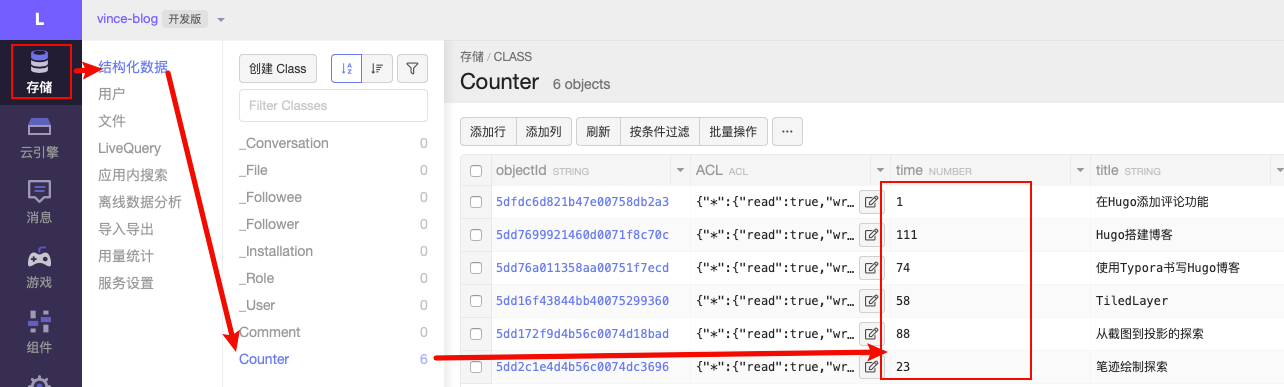 L
vince-blog 开发版
存储
云引擎
消息
游戏
组件
结构化数据
用户
文件
LiveQuery
应用内搜索
离线数据分析
导入导出
用量统计
服务设置
创建 Class
Filter Classes
_Conversation 0
_File 0
_Followee 0
_Follower 0
_Installation 0
_Role 0
_User 0
Comment 0
Counter 6
存储 / CLASS
Counter 6 objects
添加行 添加列 刷新 按条件过滤 批量操作 ···
objectId STRING ACL ACL time NUMBER title STRING
5dfdc6d821b47e00758db2a3 {"*":{"read":true,"wr… 1 在Hugo添加评论功能
5dd7699921460d0071f8c70c {"*":{"read":true,"wr… 111 Hugo搭建博客
5dd76a011358aa00751f7ecd {"*":{"read":true,"wr… 74 使用Typora书写Hugo博客
5dd16f43844bb40075299360 {"*":{"read":true,"wr… 58 TiledLayer
5dd172f9d4b56c0074d18bad {"*":{"read":true,"wr… 88 从截图到投影的探索
5dd2c1e4d4b56c0074dc3696 {"*":{"read":true,"wr… 23 笔迹绘制探索